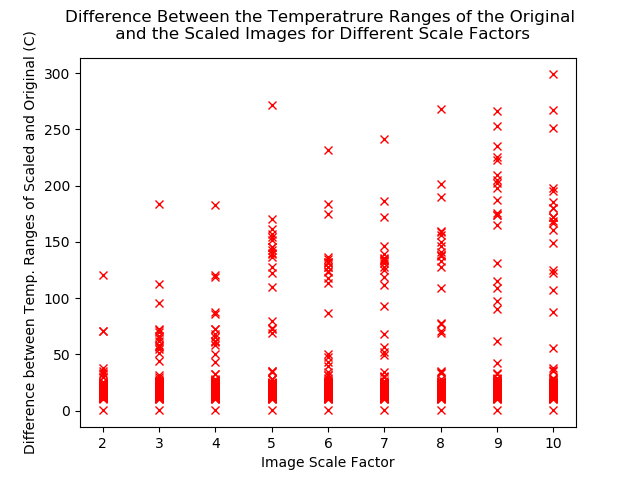 Difference Between the Temperatrure Ranges of the Original
and the Scaled Images for Different Scale Factors
Difference between Temp. Ranges of Scaled and Original (C)
300
250
200
150
100
50
0
2 3 4 5 6 7 8 9 10
Image Scale Factor